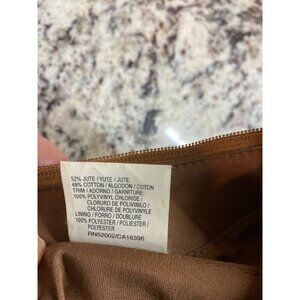 52% JUTE / YUTE / JUTE
48% COTTON / ALGODON / COTON
TRIM / ADORNO / GARNITURE:
100% POLYVINYL CHLORIDE /
CLORURO DE POLIVINILO /
CHLORURE DE POLYVINYLE
LINING / FORRO / DOUBLURE
100% POLYESTER / POLIESTER /
POLYESTER
RN52002/CA16396